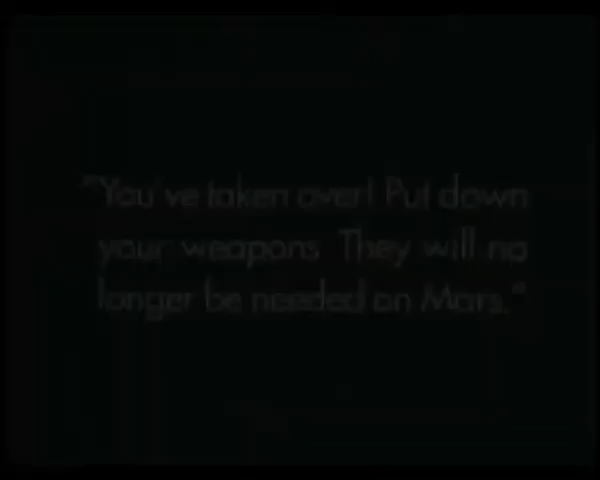 "You've taken over! Put down
your weapons. They will no
longer be needed on Mars."